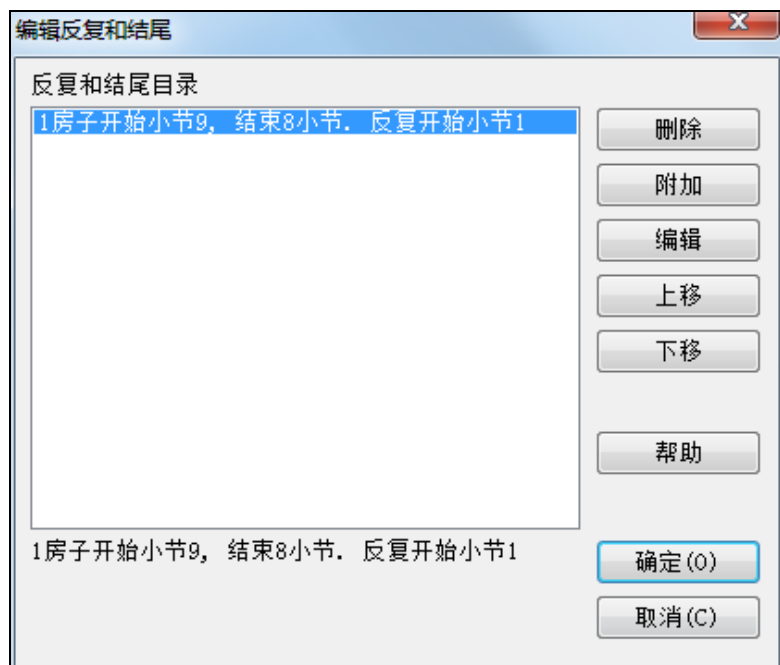 编辑反复和结尾
反复和结尾目录
1房子开始小节9, 结束8小节. 反复开始小节1
删除
附加
编辑
上移
下移
帮助
1房子开始小节9, 结束8小节. 反复开始小节1
确定(O)
取消(C)